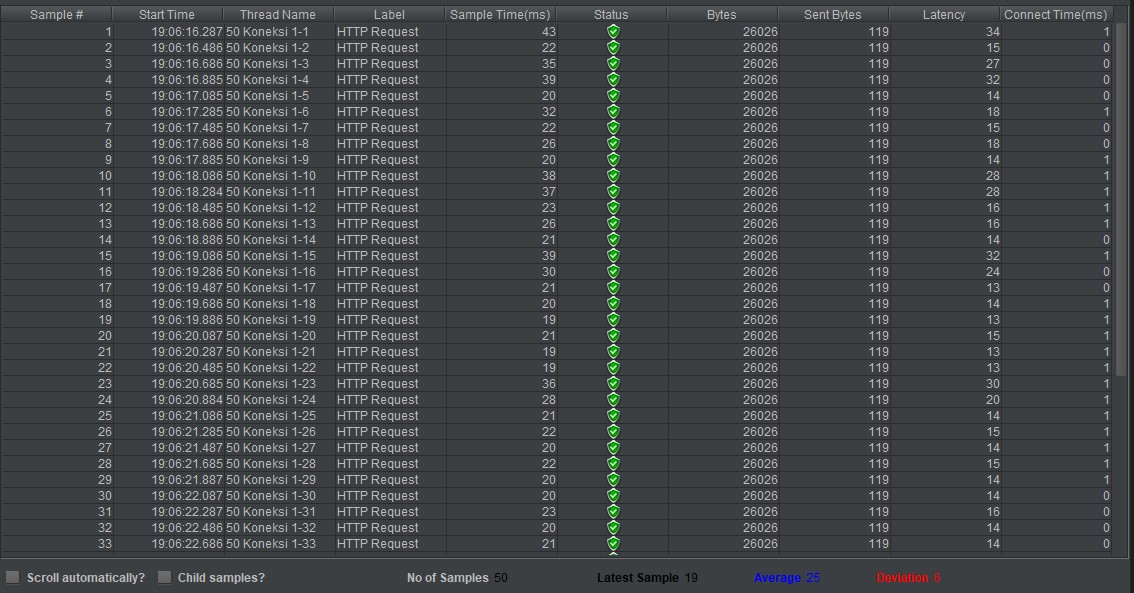 Sample # Start Time Thread Name Label Sample Time(ms) Status Bytes Sent Bytes Latency Connect Time(ms)
1 19:06:16.287 50 Koneksi 1-1 HTTP Request 43 26026 119 34 1
2 19:06:16.486 50 Koneksi 1-2 HTTP Request 22 26026 119 15 0
3 19:06:16.686 50 Koneksi 1-3 HTTP Request 35 26026 119 27 0
4 19:06:16.885 50 Koneksi 1-4 HTTP Request 39 26026 119 32 0
5 19:06:17.085 50 Koneksi 1-5 HTTP Request 20 26026 119 14 0
6 19:06:17.285 50 Koneksi 1-6 HTTP Request 32 26026 119 18 1
7 19:06:17.485 50 Koneksi 1-7 HTTP Request 22 26026 119 15 0
8 19:06:17.686 50 Koneksi 1-8 HTTP Request 26 26026 119 18 0
9 19:06:17.885 50 Koneksi 1-9 HTTP Request 20 26026 119 14 1
10 19:06:18.086 50 Koneksi 1-10 HTTP Request 38 26026 119 28 1
11 19:06:18.284 50 Koneksi 1-11 HTTP Request 37 26026 119 28 1
12 19:06:18.485 50 Koneksi 1-12 HTTP Request 23 26026 119 16 1
13 19:06:18.686 50 Koneksi 1-13 HTTP Request 26 26026 119 16 1
14 19:06:18.886 50 Koneksi 1-14 HTTP Request 21 26026 119 14 0
15 19:06:19.086 50 Koneksi 1-15 HTTP Request 39 26026 119 32 1
16 19:06:19.286 50 Koneksi 1-16 HTTP Request 30 26026 119 24 0
17 19:06:19.487 50 Koneksi 1-17 HTTP Request 21 26026 119 13 0
18 19:06:19.686 50 Koneksi 1-18 HTTP Request 20 26026 119 14 1
19 19:06:19.886 50 Koneksi 1-19 HTTP Request 19 26026 119 13 1
20 19:06:20.087 50 Koneksi 1-20 HTTP Request 21 26026 119 15 1
21 19:06:20.287 50 Koneksi 1-21 HTTP Request 19 26026 119 13 1
22 19:06:20.485 50 Koneksi 1-22 HTTP Request 19 26026 119 13 1
23 19:06:20.685 50 Koneksi 1-23 HTTP Request 36 26026 119 30 1
24 19:06:20.884 50 Koneksi 1-24 HTTP Request 28 26026 119 20 1
25 19:06:21.086 50 Koneksi 1-25 HTTP Request 21 26026 119 14 1
26 19:06:21.285 50 Koneksi 1-26 HTTP Request 22 26026 119 15 1
27 19:06:21.487 50 Koneksi 1-27 HTTP Request 20 26026 119 14 1
28 19:06:21.685 50 Koneksi 1-28 HTTP Request 22 26026 119 15 1
29 19:06:21.887 50 Koneksi 1-29 HTTP Request 20 26026 119 14 1
30 19:06:22.087 50 Koneksi 1-30 HTTP Request 20 26026 119 14 0
31 19:06:22.287 50 Koneksi 1-31 HTTP Request 23 26026 119 16 0
32 19:06:22.486 50 Koneksi 1-32 HTTP Request 20 26026 119 14 0
33 19:06:22.686 50 Koneksi 1-33 HTTP Request 21 26026 119 14 0
Scroll automatically? Child samples? No of Samples 50 Latest Sample 19 Average 25 Deviation 6